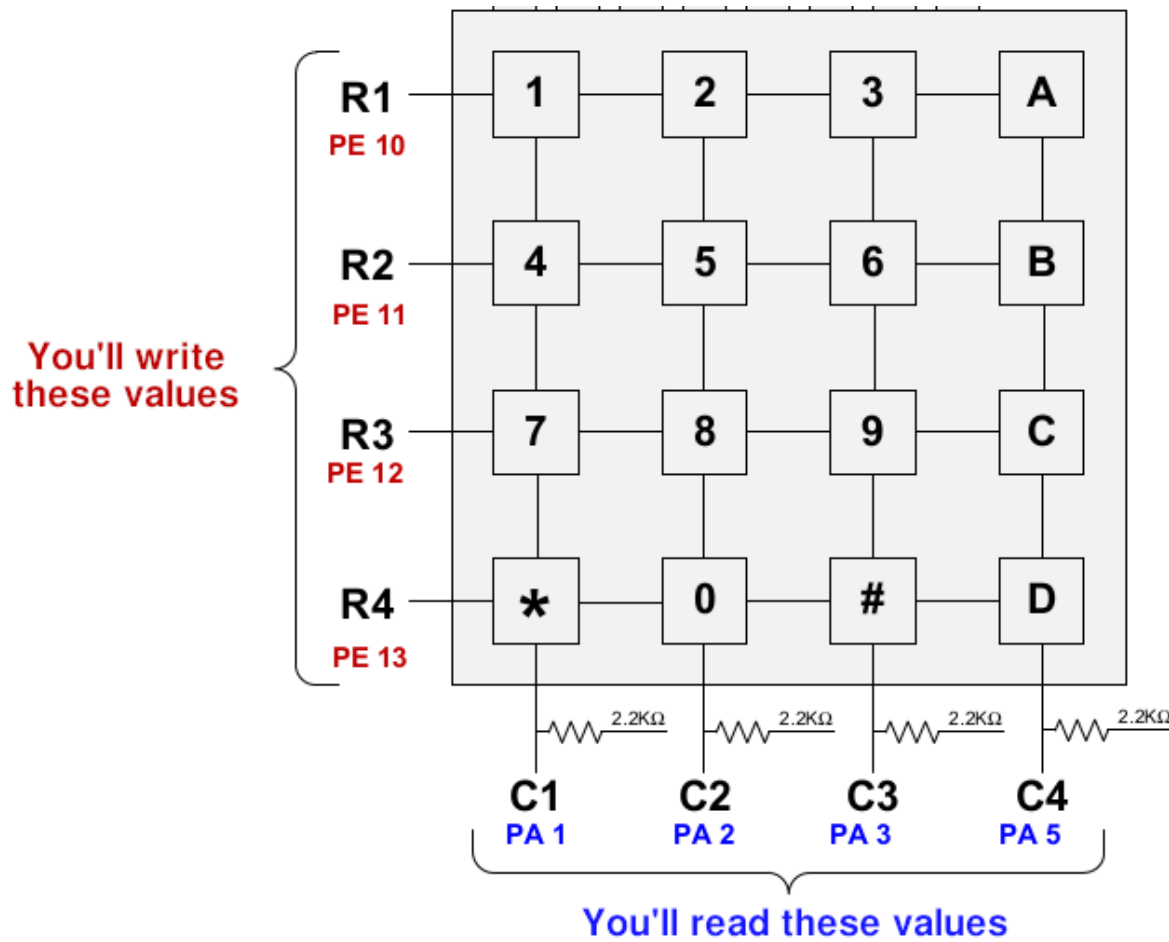 R1 1 2 3 A
PE 10
R2 4 5 6 B
PE 11
You'll write
these values
R3 7 8 9 C
PE 12
R4 * 0 # D
PE 13
2.2KΩ 2.2KΩ 2.2KΩ 2.2KΩ
C1 C2 C3 C4
PA 1 PA 2 PA 3 PA 5
You'll read these values